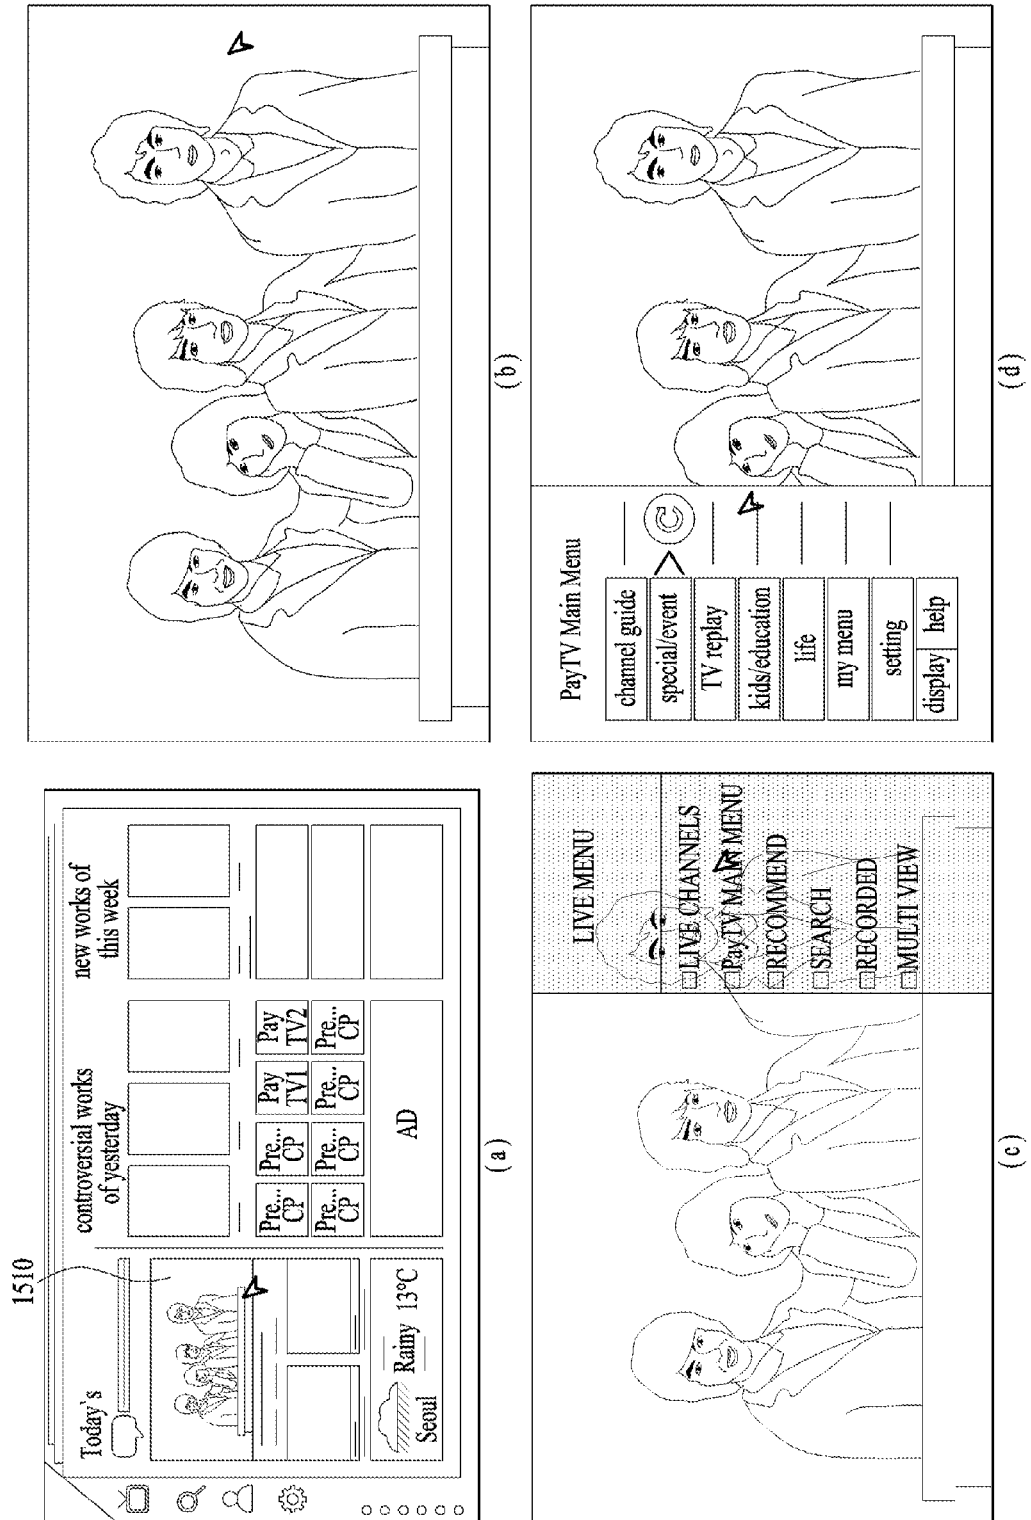 1510
Today`s
Rainy 13°C
Seoul
controversial works
of yesterday
new works of
this week
Pre...
CP
Pre...
CP
Pay
TV1
Pay
TV2
Pre...
CP
Pre...
CP
Pre...
CP
Pre...
CP
AD
(a)
(b)
LIVE MENU
LIVE CHANNELS
PayTV MAIN MENU
RECOMMEND
SEARCH
RECORDED
MULTI VIEW
(c)
PayTV Main Menu
channel guide
special/event
C
TV replay
kids/education
life
my menu
setting
display help
(d)